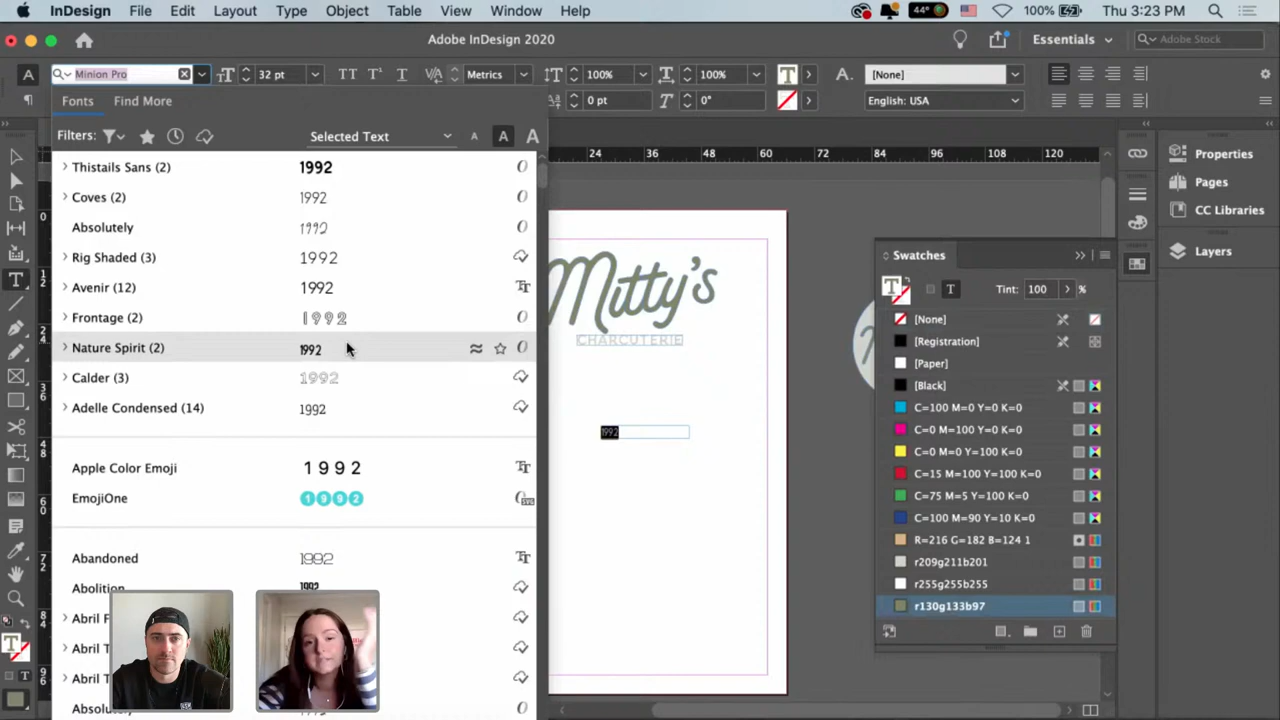 InDesign File Edit Layout Type Object Table View Window Help 44° 100% Thu 3:23 PM
Adobe InDesign 2020 Essentials Adobe Stock
A Minion Pro 32 pt Metrics 100% 100% A. [None]
0 pt 0° English: USA
Fonts Find More
Filters: Selected Text A A A
24 36 48 60 72 84 96 108 120
Thistails Sans (2) 1992
Coves (2) 1992
Absolutely 1992
Rig Shaded (3) 1992
Avenir (12) 1992
Frontage (2) 1992
Nature Spirit (2) 1992
Calder (3) 1992
Adelle Condensed (14) 1992
Apple Color Emoji 1992
EmojiOne 1992
Abandoned 1992
Abolition 1992
Abril F
Abril T
Abril T
Mitty's
CHARCUTERIE
1992
Properties
Pages
CC Libraries
Layers
Swatches
T Tint: 100 %
[None]
[Registration]
[Paper]
[Black]
C=100 M=0 Y=0 K=0
C=0 M=100 Y=0 K=0
C=0 M=0 Y=100 K=0
C=15 M=100 Y=100 K=0
C=75 M=5 Y=100 K=0
C=100 M=90 Y=10 K=0
R=216 G=182 B=124 1
r209g211b201
r255g255b255
r130g133b97